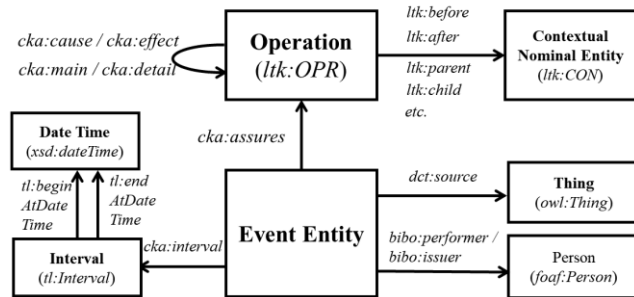 cka:cause / cka:effect
cka:main / cka:detail
Operation
(ltk:OPR)
ltk:before
ltk:after
ltk:parent
ltk:child
etc.
Contextual
Nominal Entity
(ltk:CON)
Date Time
(xsd:dateTime)
cka:assures
tl:begin
AtDate
Time
tl:end
AtDate
Time
Event Entity
dct:source
Thing
(owl:Thing)
Interval
(tl:Interval)
cka:interval
bibo:performer /
bibo:issuer
Person
(foaf:Person)